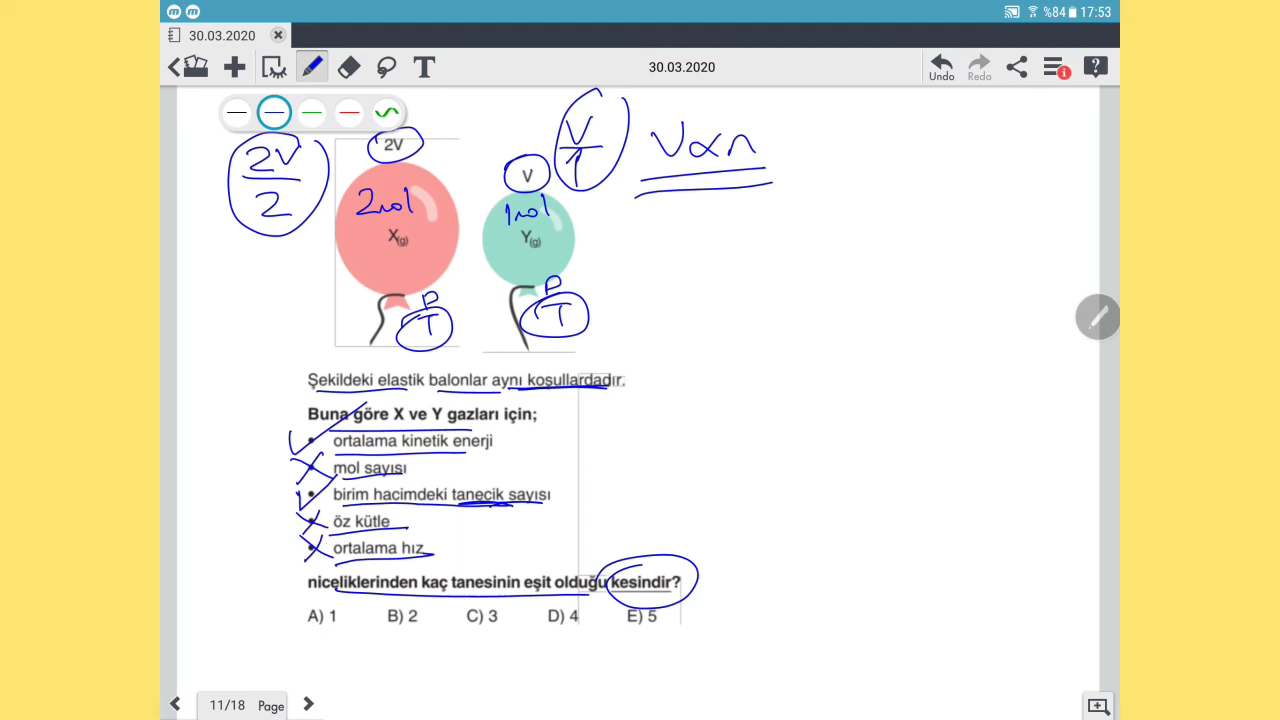 %84 17:53
30.03.2020
30.03.2020
Undo
Redo
2V
2
2V
2mol
X(g)
P
T
V
1mol
Y(g)
P
T
V
1
V∝n
Şekildeki elastik balonlar aynı koşullardadır.
Buna göre X ve Y gazları için;
• ortalama kinetik enerji
• mol sayısı
• birim hacimdeki tanecik sayısı
• öz kütle
• ortalama hız
niceliklerinden kaç tanesinin eşit olduğu kesindir?
A) 1 B) 2 C) 3 D) 4 E) 5
11/18 Page